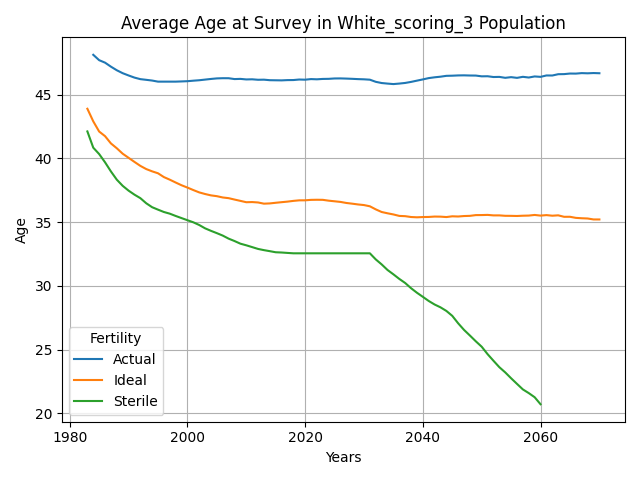 Average Age at Survey in White_scoring_3 Population
Age
45
40
35
30
25
20
Fertility
Actual
Ideal
Sterile
1980
2000
2020
2040
2060
Years